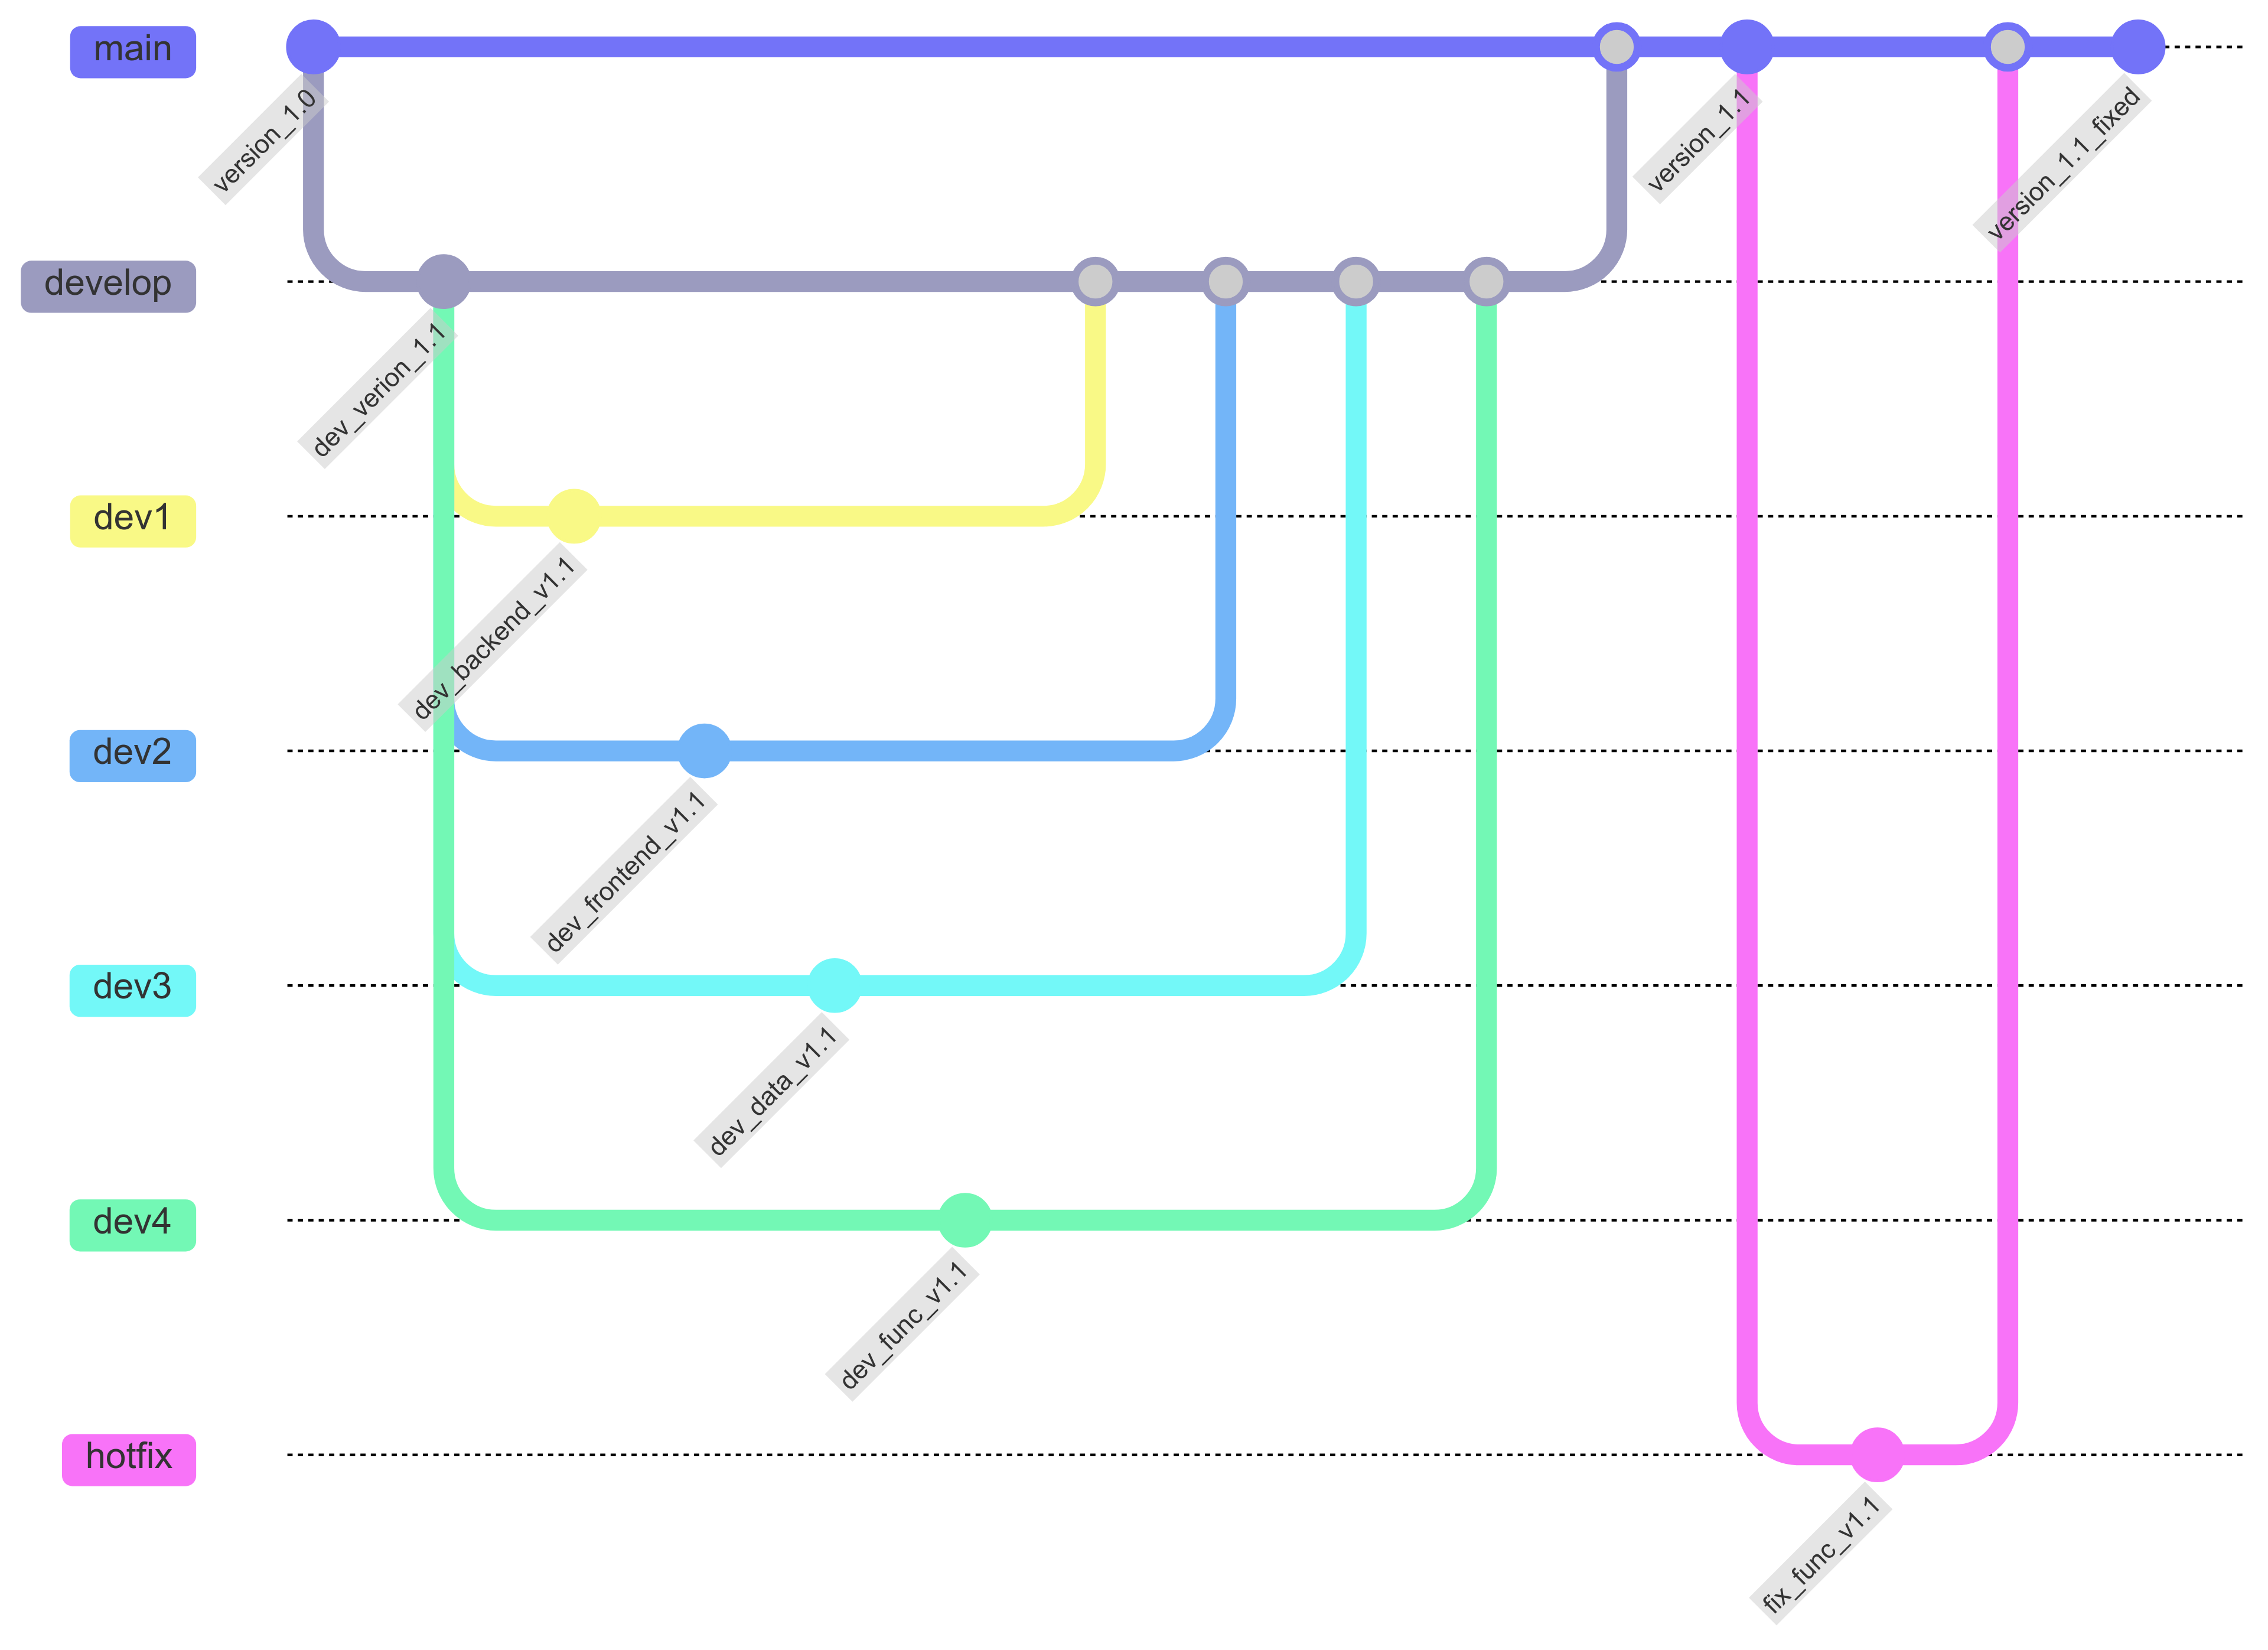 main
version_1.0
version_1.1
version_1.1_fixed
develop
dev_verion_1.1
dev1
dev_backend_v1.1
dev2
dev_frontend_v1.1
dev3
dev_data_v1.1
dev4
dev_func_v1.1
hotfix
fix_func_v1.1